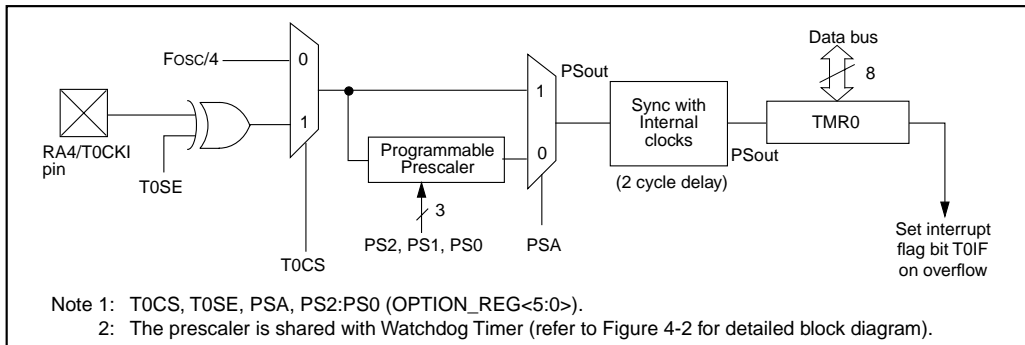 Data bus
8
FOSC/4
0
PSout
1
Sync with
Internal
clocks
TMR0
1
RA4/T0CKI
pin
Programmable
Prescaler
0
PSout
T0SE
(2 cycle delay)
3
PS2, PS1, PS0
PSA
T0CS
Set interrupt
flag bit T0IF
on overflow
Note 1: T0CS, T0SE, PSA, PS2:PS0 (OPTION_REG<5:0>).
2: The prescaler is shared with Watchdog Timer (refer to Figure 4-2 for detailed block diagram).